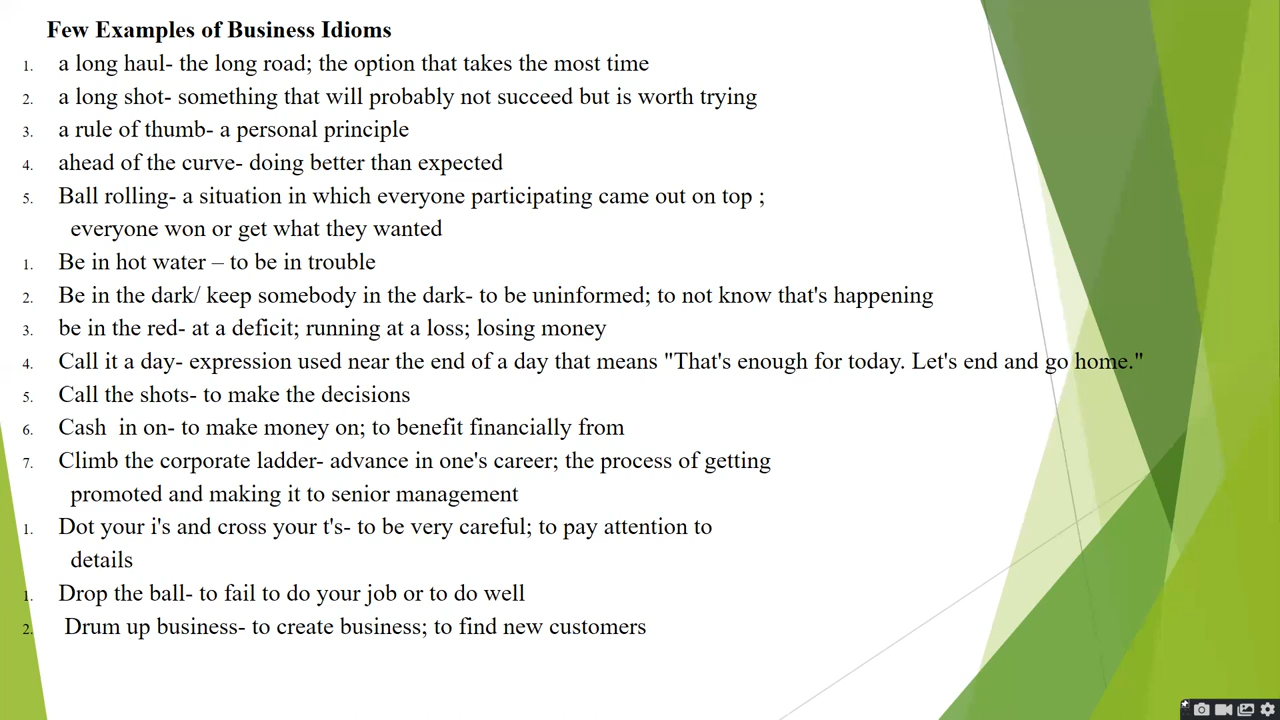 Few Examples of Business Idioms
1. a long haul- the long road; the option that takes the most time
2. a long shot- something that will probably not succeed but is worth trying
3. a rule of thumb- a personal principle
4. ahead of the curve- doing better than expected
5. Ball rolling- a situation in which everyone participating came out on top ;
everyone won or get what they wanted
1. Be in hot water – to be in trouble
2. Be in the dark/ keep somebody in the dark- to be uninformed; to not know that's happening
3. be in the red- at a deficit; running at a loss; losing money
4. Call it a day- expression used near the end of a day that means "That's enough for today. Let's end and go home."
5. Call the shots- to make the decisions
6. Cash  in on- to make money on; to benefit financially from
7. Climb the corporate ladder- advance in one's career; the process of getting
promoted and making it to senior management
1. Dot your i's and cross your t's- to be very careful; to pay attention to
details
1. Drop the ball- to fail to do your job or to do well
2. Drum up business- to create business; to find new customers